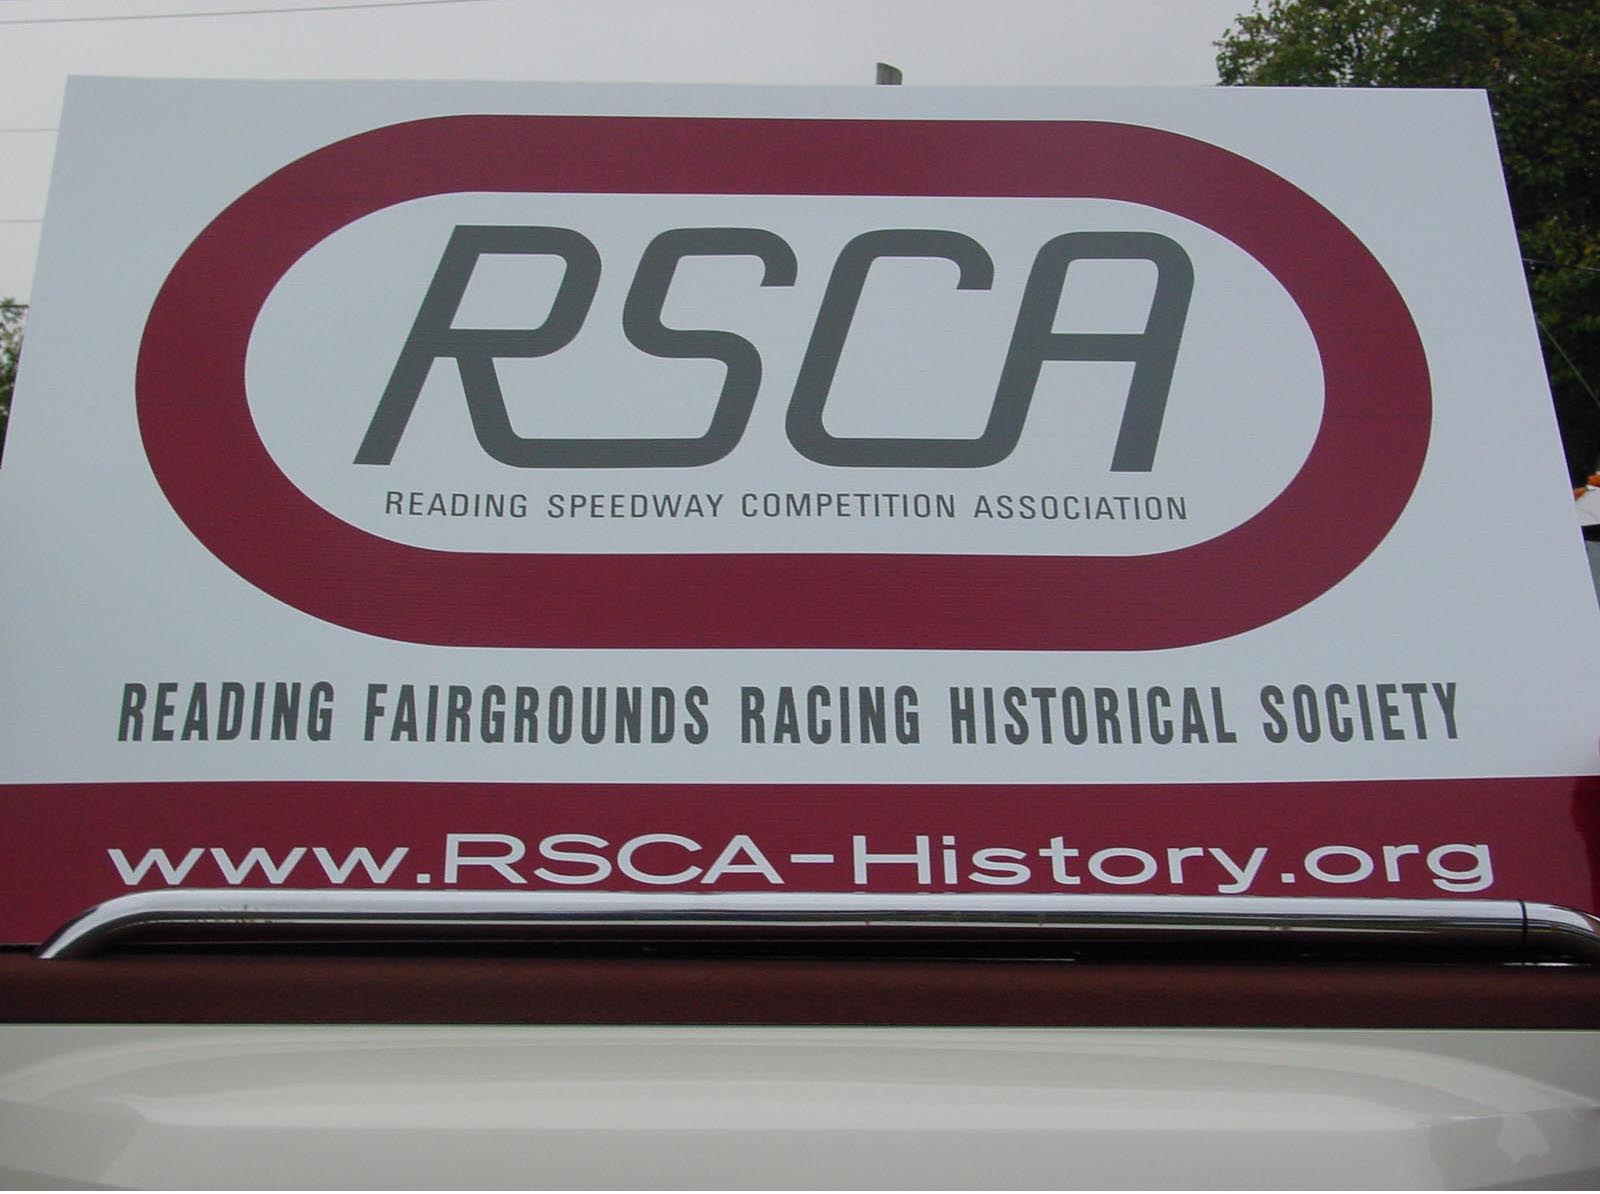 RSCA
READING SPEEDWAY COMPETITION ASSOCIATION
READING FAIRGROUNDS RACING HISTORICAL SOCIETY
www.RSCA-History.org